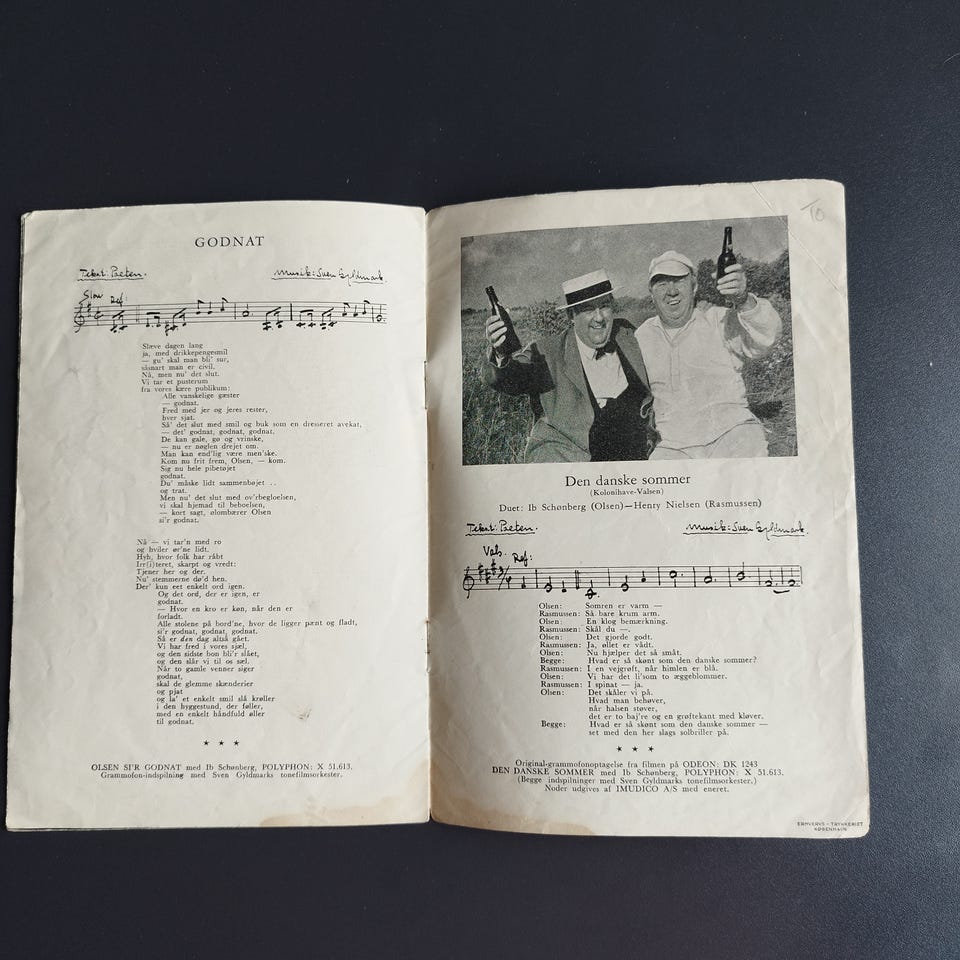 GODNAT
Tekst: Poeten.
Musik: Sven Gyldmark
Slow Ref:
Slæve dagen lang
ja, med drikkepengesmil
— gu' skal man bli' sur,
såsnart man er civil.
Nå, men nu' det slut.
Vi tar et pusterum
fra vores kære publikum:
Alle vanskelige gæster
— godnat.
Fred med jer og jeres rester,
hver sjat.
Så' det slut med smil og buk som en dresseret avekat,
— det' godnat, godnat, godnat.
De kan gale, gø og vrinske,
— nu er nøglen drejet om.
Man kan end'lig være men'ske.
Kom nu frit frem, Olsen, — kom.
Sig nu hele pibetøjet
godnat.
Du' måske lidt sammenbøjet ..
og trat.
Men nu' det slut med ov'rbegloelsen,
vi skal hjemad til beboelsen,
— kort sagt, ølombærer Olsen
si'r godnat.
Nå — vi tar'n med ro
og hviler ør'ne lidt.
Hyh, hvor folk har råbt
Irr(i)teret, skarpt og vredt:
Tjener her og der.
Nu' stemmerne dø'd hen.
Der' kun eet enkelt ord igen.
Og det ord, der er igen, er
godnat.
— Hvor en kro er køn, når den er
forladt.
Alle stolene på bord'ne, hvor de ligger pænt og fladt,
si'r godnat, godnat, godnat.
Så er den dag altså gået.
Vi har fred i vores sjæl,
og den sidste bon bli'r slået,
og den slår vi til os sæl.
Når to gamle venner siger
godnat,
skal de glemme skænderier
og pjat
og la' et enkelt smil slå krøller
i den hyggestund, der føller,
med en enkelt håndfuld øller
til godnat.
★ ★ ★
OLSEN SI'R GODNAT med Ib Schønberg, POLYPHON: X 51.613.
Grammofon-indspilning med Sven Gyldmarks tonefilmsorkester.
10
Den danske sommer
(Kolonihave-Valsen)
Duet: Ib Schønberg (Olsen)—Henry Nielsen (Rasmussen)
Tekst: Poeten.
Musik: Sven Gyldmark.
Vals. Ref:
Olsen: Somren er varm —
Rasmussen: Så bare krum arm.
Olsen: En klog bemærkning.
Rasmussen: Skål du —.
Olsen: Det gjorde godt.
Rasmussen: Ja, øllet er vådt.
Olsen: Nu hjælper det så småt.
Begge: Hvad er så skønt som den danske sommer?
Rasmussen: I en vejgrøft, når himlen er blå.
Olsen: Vi har det li'som to æggeblommer.
Rasmussen: I spinat — ja.
Olsen: Det skåler vi på.
Hvad man behøver,
når halsen støver,
det er to baj're og en grøftekant med kløver.
Begge: Hvad er så skønt som den danske sommer —
set med den her slags solbriller på.
★ ★ ★
Original-grammofonoptagelse fra filmen på ODEON: DK 1243
DEN DANSKE SOMMER med Ib Schønberg, POLYPHON: X 51.613.
(Begge indspilninger med Sven Gyldmarks tonefilmsorkester.)
Noder udgives af IMUDICO A/S med eneret.
ERHVERVS-TRYKKERIET
KØBENHAVN